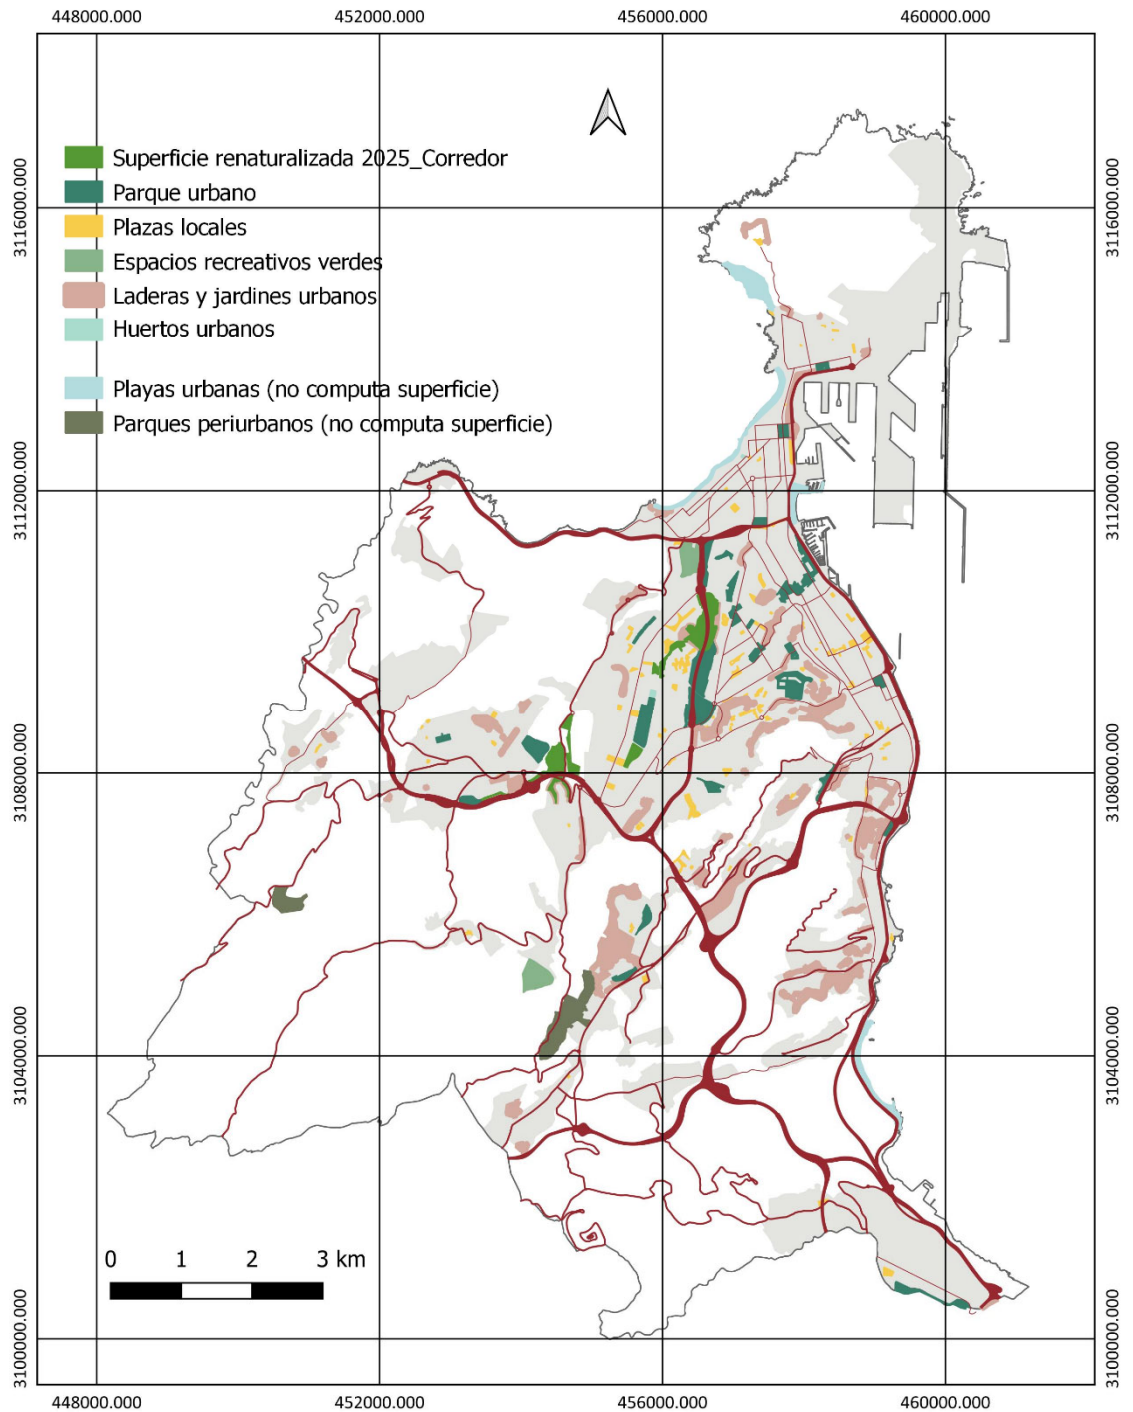 448000.000 452000.000 456000.000 460000.000
Superficie renaturalizada 2025_Corredor
Parque urbano
Plazas locales
Espacios recreativos verdes
Laderas y jardines urbanos
Huertos urbanos
Playas urbanas (no computa superficie)
Parques periurbanos (no computa superficie)
3116000.000 3116000.000
3112000.000 3112000.000
3108000.000 3108000.000
3104000.000 3104000.000
0 1 2 3 km
3100000.000 3100000.000
448000.000 452000.000 456000.000 460000.000